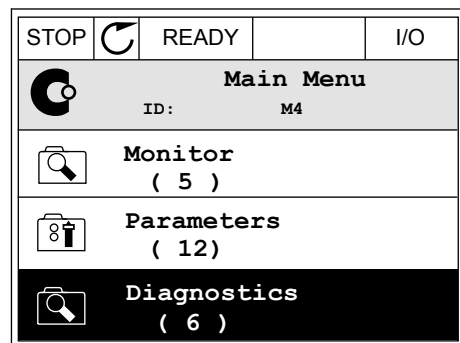 STOP READY I/O
Main Menu
ID: M4
Monitor
( 5 )
Parameters
( 12)
Diagnostics
( 6 )